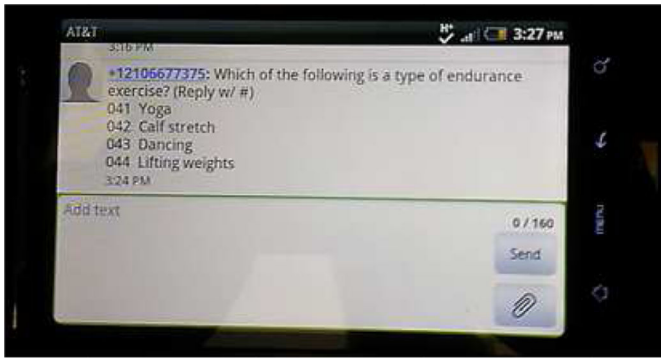 AT&T
H+
3:27 PM
3:16 PM
+12106677375: Which of the following is a type of endurance
exercise? (Reply w/ #)
041 Yoga
042 Calf stretch
043 Dancing
044 Lifting weights
3:24 PM
Add text
0 / 160
Send
menu